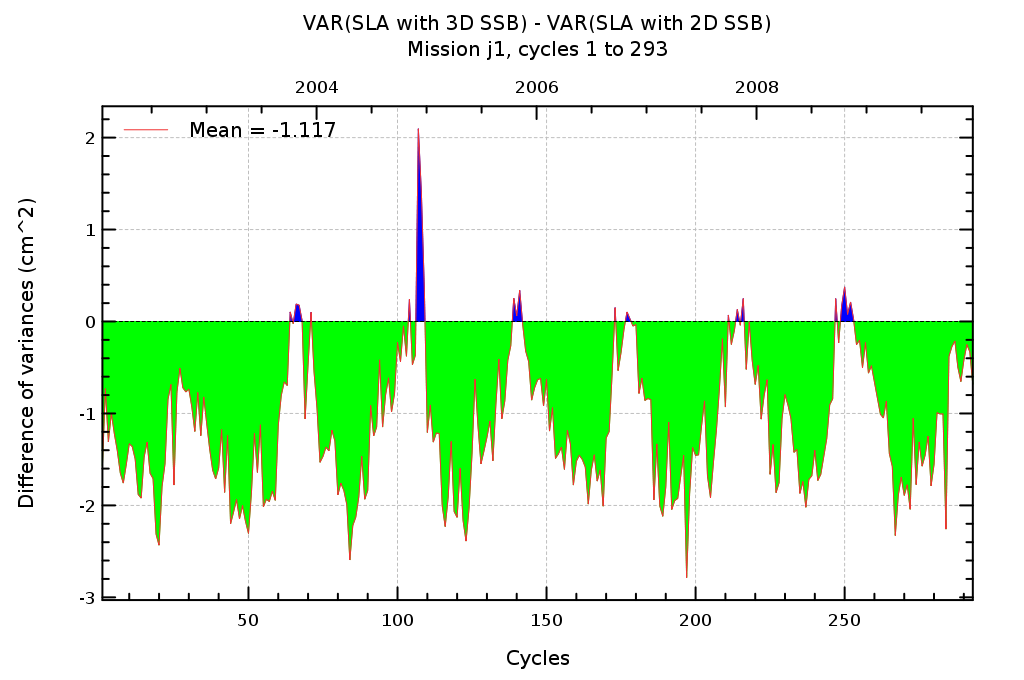 VAR(SLA with 3D SSB) - VAR(SLA with 2D SSB)
Mission j1, cycles 1 to 293
2004 2006 2008
Mean = -1.117
2
1
0
-1
-2
-3
Difference of variances (cm^2)
50 100 150 200 250
Cycles